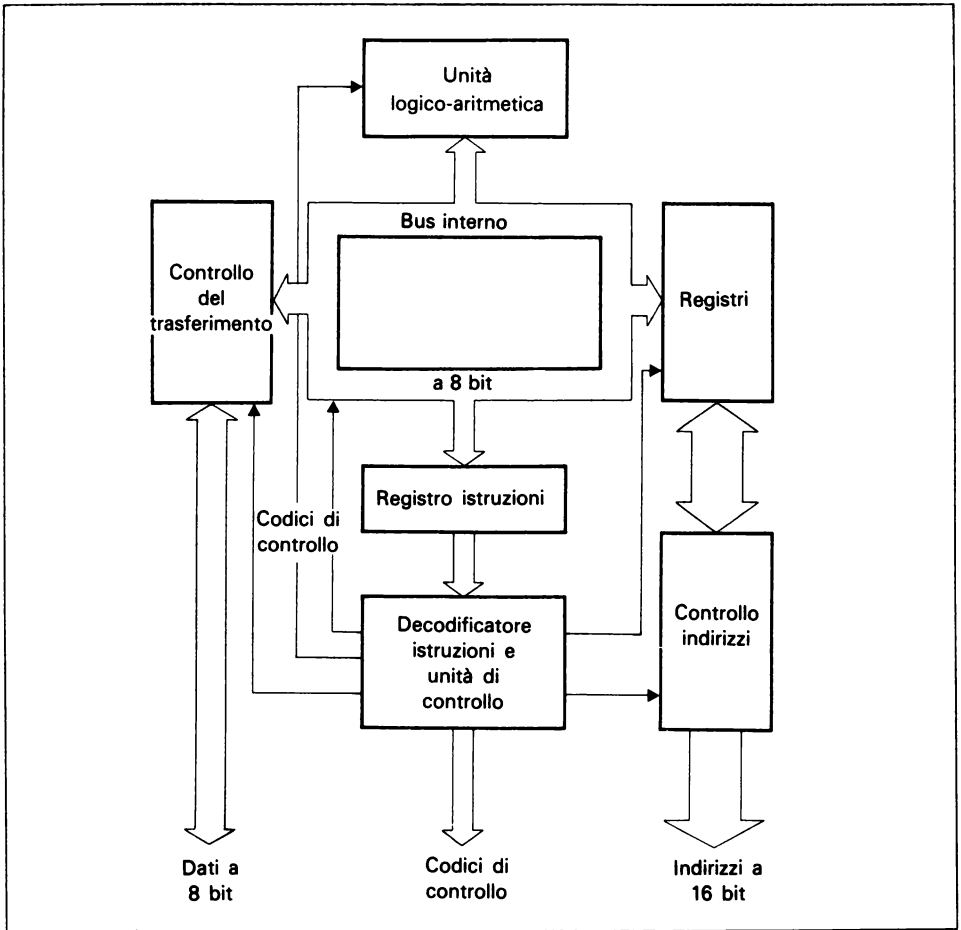 Unità
logico-aritmetica
Bus interno
Controllo
del
trasferimento
Registri
a 8 bit
Registro istruzioni
Codici di
controllo
Decodificatore
istruzioni e
unità di
controllo
Controllo
indirizzi
Dati a
8 bit
Codici di
controllo
Indirizzi a
16 bit